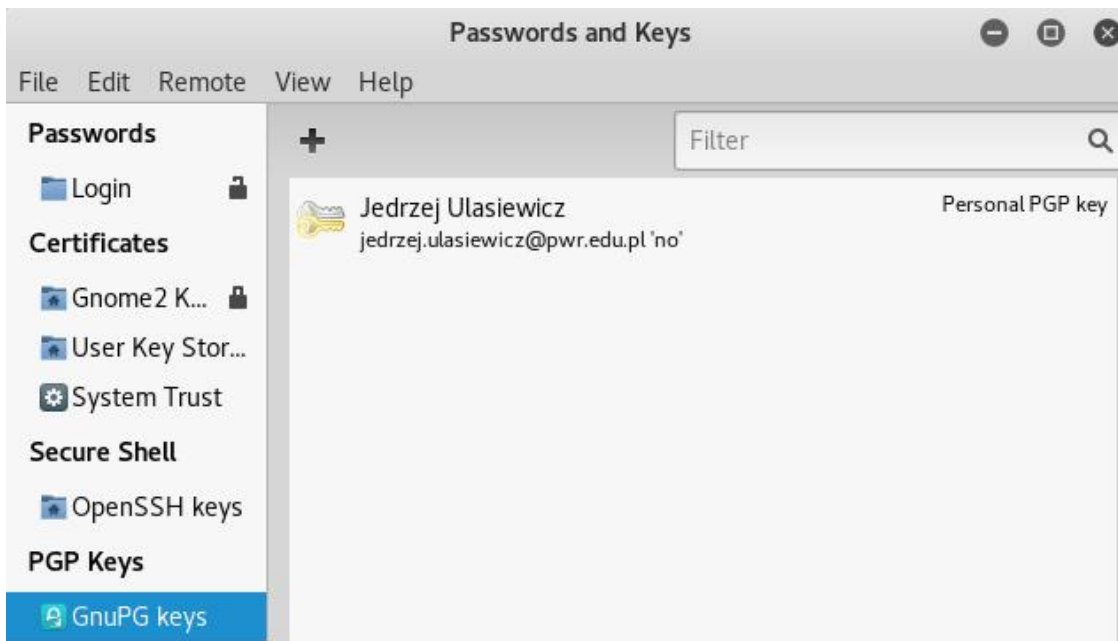 Passwords and Keys
File Edit Remote View Help
Passwords
Login
Certificates
Gnome2 K...
User Key Stor...
System Trust
Secure Shell
OpenSSH keys
PGP Keys
GnuPG keys
Filter
Jedrzej Ulasiewicz
Personal PGP key
jedrzej.ulasiewicz@pwr.edu.pl 'no'